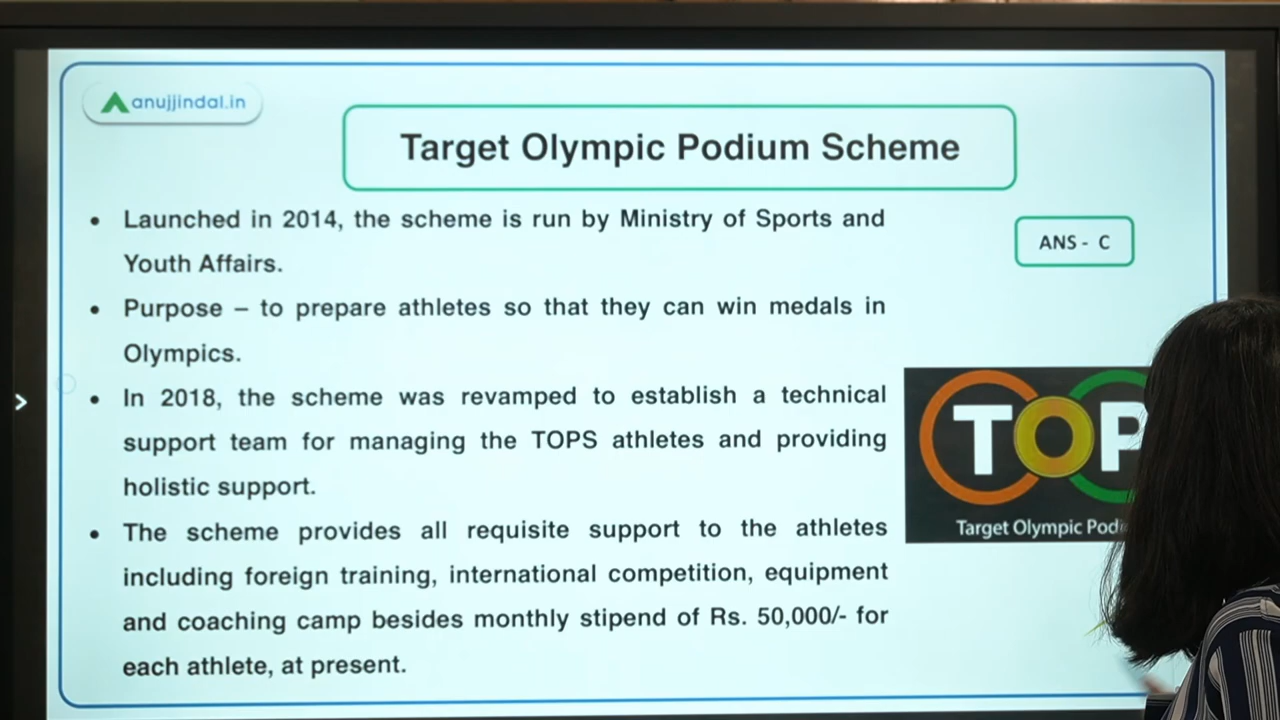 anujjindal.in
Target Olympic Podium Scheme
• Launched in 2014, the scheme is run by Ministry of Sports and
Youth Affairs.
ANS - C
• Purpose – to prepare athletes so that they can win medals in
Olympics.
• In 2018, the scheme was revamped to establish a technical
support team for managing the TOPS athletes and providing
holistic support.
TOP
Target Olympic Podi
• The scheme provides all requisite support to the athletes
including foreign training, international competition, equipment
and coaching camp besides monthly stipend of Rs. 50,000/- for
each athlete, at present.